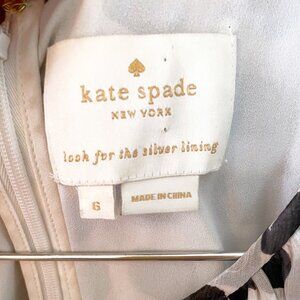 kate spade
NEW YORK
look for the silver lining
6
MADE IN CHINA